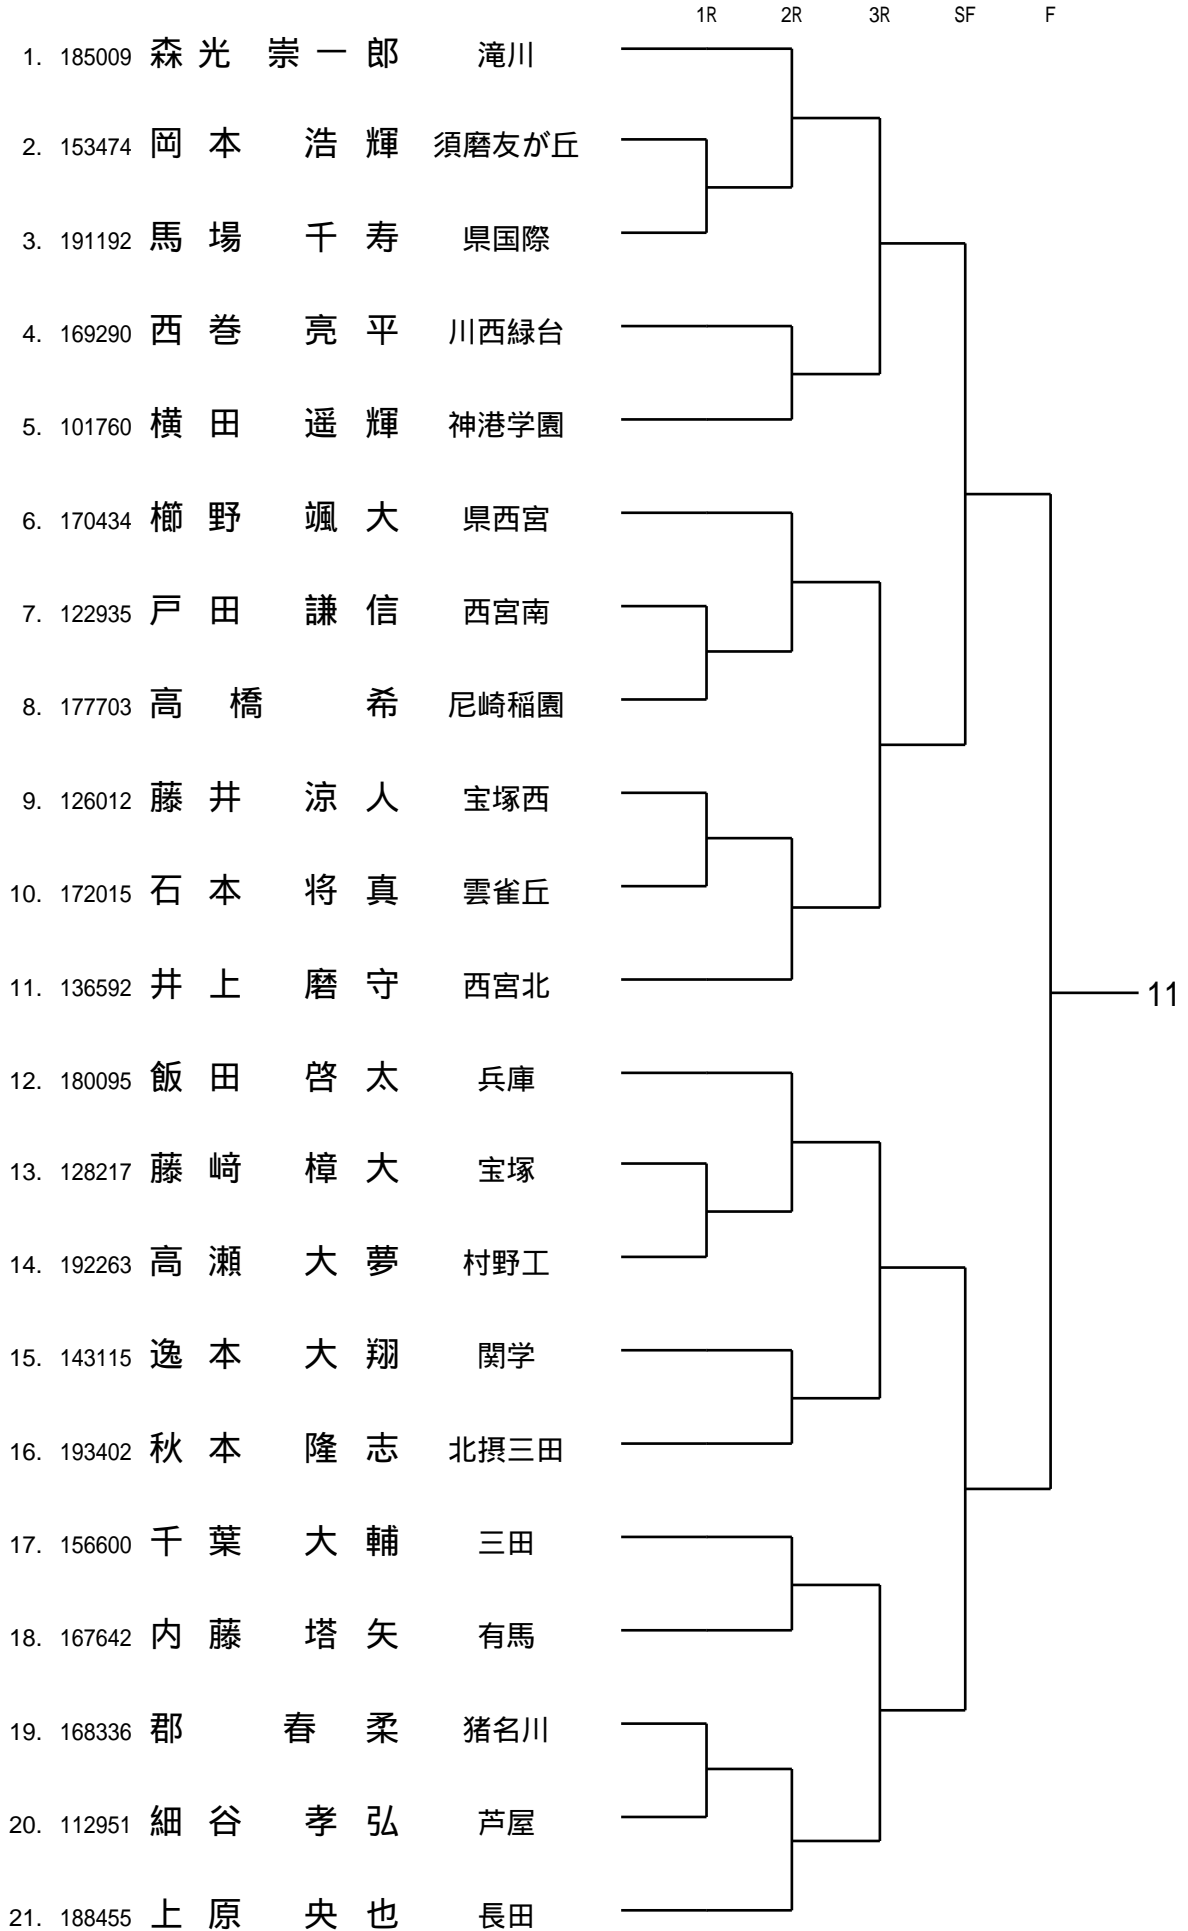 1R 2R 3R SF F
1. 185009 森光 崇一郎 滝川
2. 153474 岡本 浩輝 須磨友が丘
3. 191192 馬場 千寿 県国際
4. 169290 西巻 亮平 川西緑台
5. 101760 横田 遥輝 神港学園
6. 170434 櫛野 颯大 県西宮
7. 122935 戸田 謙信 西宮南
8. 177703 高橋 希 尼崎稲園
9. 126012 藤井 涼人 宝塚西
10. 172015 石本 将真 雲雀丘
11. 136592 井上 磨守 西宮北
11
12. 180095 飯田 啓太 兵庫
13. 128217 藤﨑 樟大 宝塚
14. 192263 高瀬 大夢 村野工
15. 143115 逸本 大翔 関学
16. 193402 秋本 隆志 北摂三田
17. 156600 千葉 大輔 三田
18. 167642 内藤 塔矢 有馬
19. 168336 郡 春柔 猪名川
20. 112951 細谷 孝弘 芦屋
21. 188455 上原 央也 長田